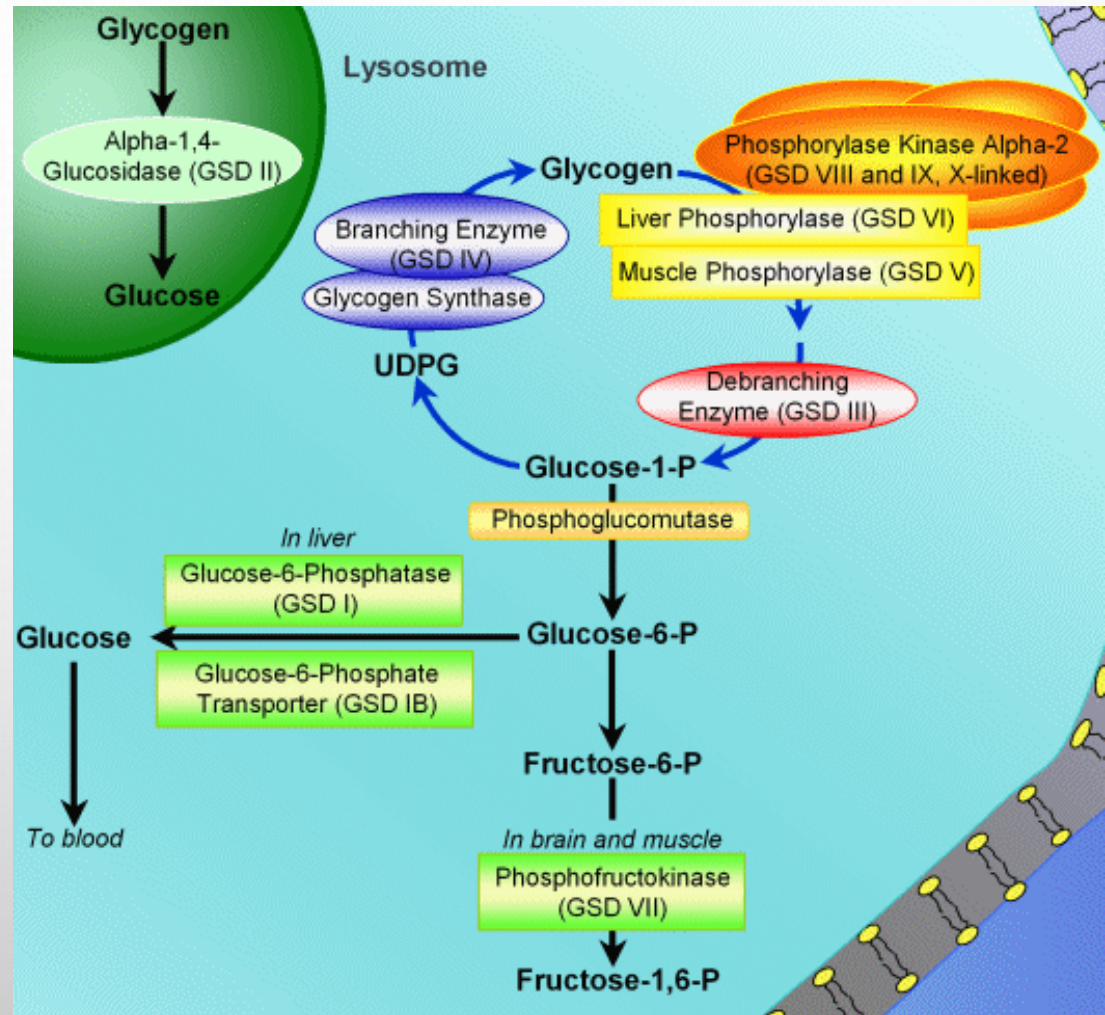 Glycogen
Alpha-1,4-
Glucosidase (GSD II)
Glucose
Lysosome
Phosphorylase Kinase Alpha-2
(GSD VIII and IX, X-linked)
Glycogen
Liver Phosphorylase (GSD VI)
Muscle Phosphorylase (GSD V)
Branching Enzyme
(GSD IV)
Glycogen Synthase
UDPG
Debranching
Enzyme (GSD III)
Glucose-1-P
Phosphoglucomutase
In liver
Glucose-6-Phosphatase
(GSD I)
Glucose
Glucose-6-P
Glucose-6-Phosphate
Transporter (GSD IB)
To blood
Fructose-6-P
In brain and muscle
Phosphofructokinase
(GSD VII)
Fructose-1,6-P